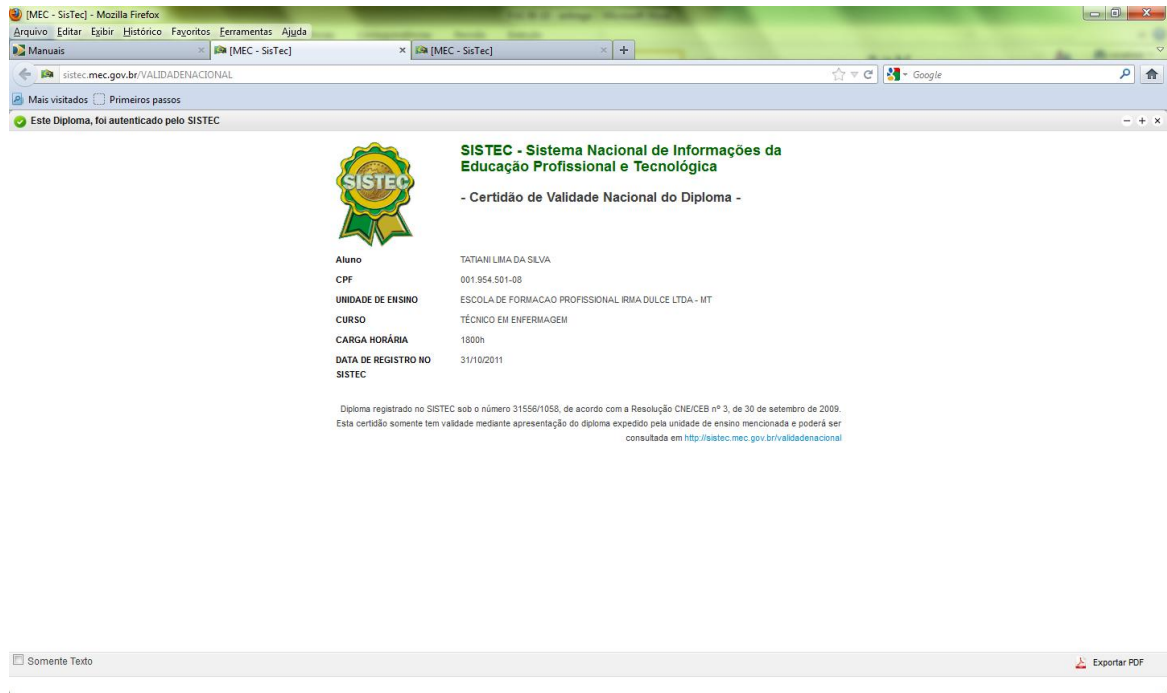 [MEC - SisTec] - Mozilla Firefox
Arquivo Editar Exibir Histórico Favoritos Ferramentas Ajuda
Manuais
[MEC - SisTec]
[MEC - SisTec]
sistec.mec.gov.br/VALIDADENACIONAL
Google
Mais visitados Primeiros passos
Este Diploma, foi autenticado pelo SISTEC
SISTEC
SISTEC - Sistema Nacional de Informações da
Educação Profissional e Tecnológica
- Certidão de Validade Nacional do Diploma -
Aluno TATIANI LIMA DA SILVA
CPF 001.954.501-08
UNIDADE DE ENSINO ESCOLA DE FORMACAO PROFISSIONAL IRMA DULCE LTDA - MT
CURSO TÉCNICO EM ENFERMAGEM
CARGA HORÁRIA 1800h
DATA DE REGISTRO NO 31/10/2011
SISTEC
Diploma registrado no SISTEC sob o número 31556/1058, de acordo com a Resolução CNE/CEB nº 3, de 30 de setembro de 2009.
Esta certidão somente tem validade mediante apresentação do diploma expedido pela unidade de ensino mencionada e poderá ser
consultada em http://sistec.mec.gov.br/validadenacional
Somente Texto
Exportar PDF